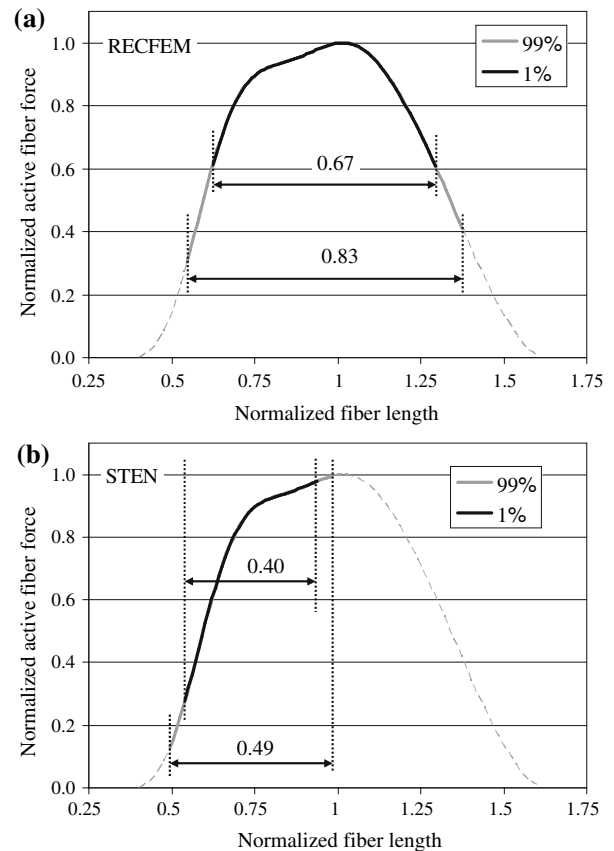 (a)
1.0
0.8
0.6
0.4
0.2
0.0
Normalized active fiber force
RECFEM
99%
1%
0.67
0.83
0.25 0.5 0.75 1 1.25 1.5 1.75
Normalized fiber length
(b)
1.0
0.8
0.6
0.4
0.2
0.0
Normalized active fiber force
STEN
99%
1%
0.40
0.49
0.25 0.5 0.75 1 1.25 1.5 1.75
Normalized fiber length